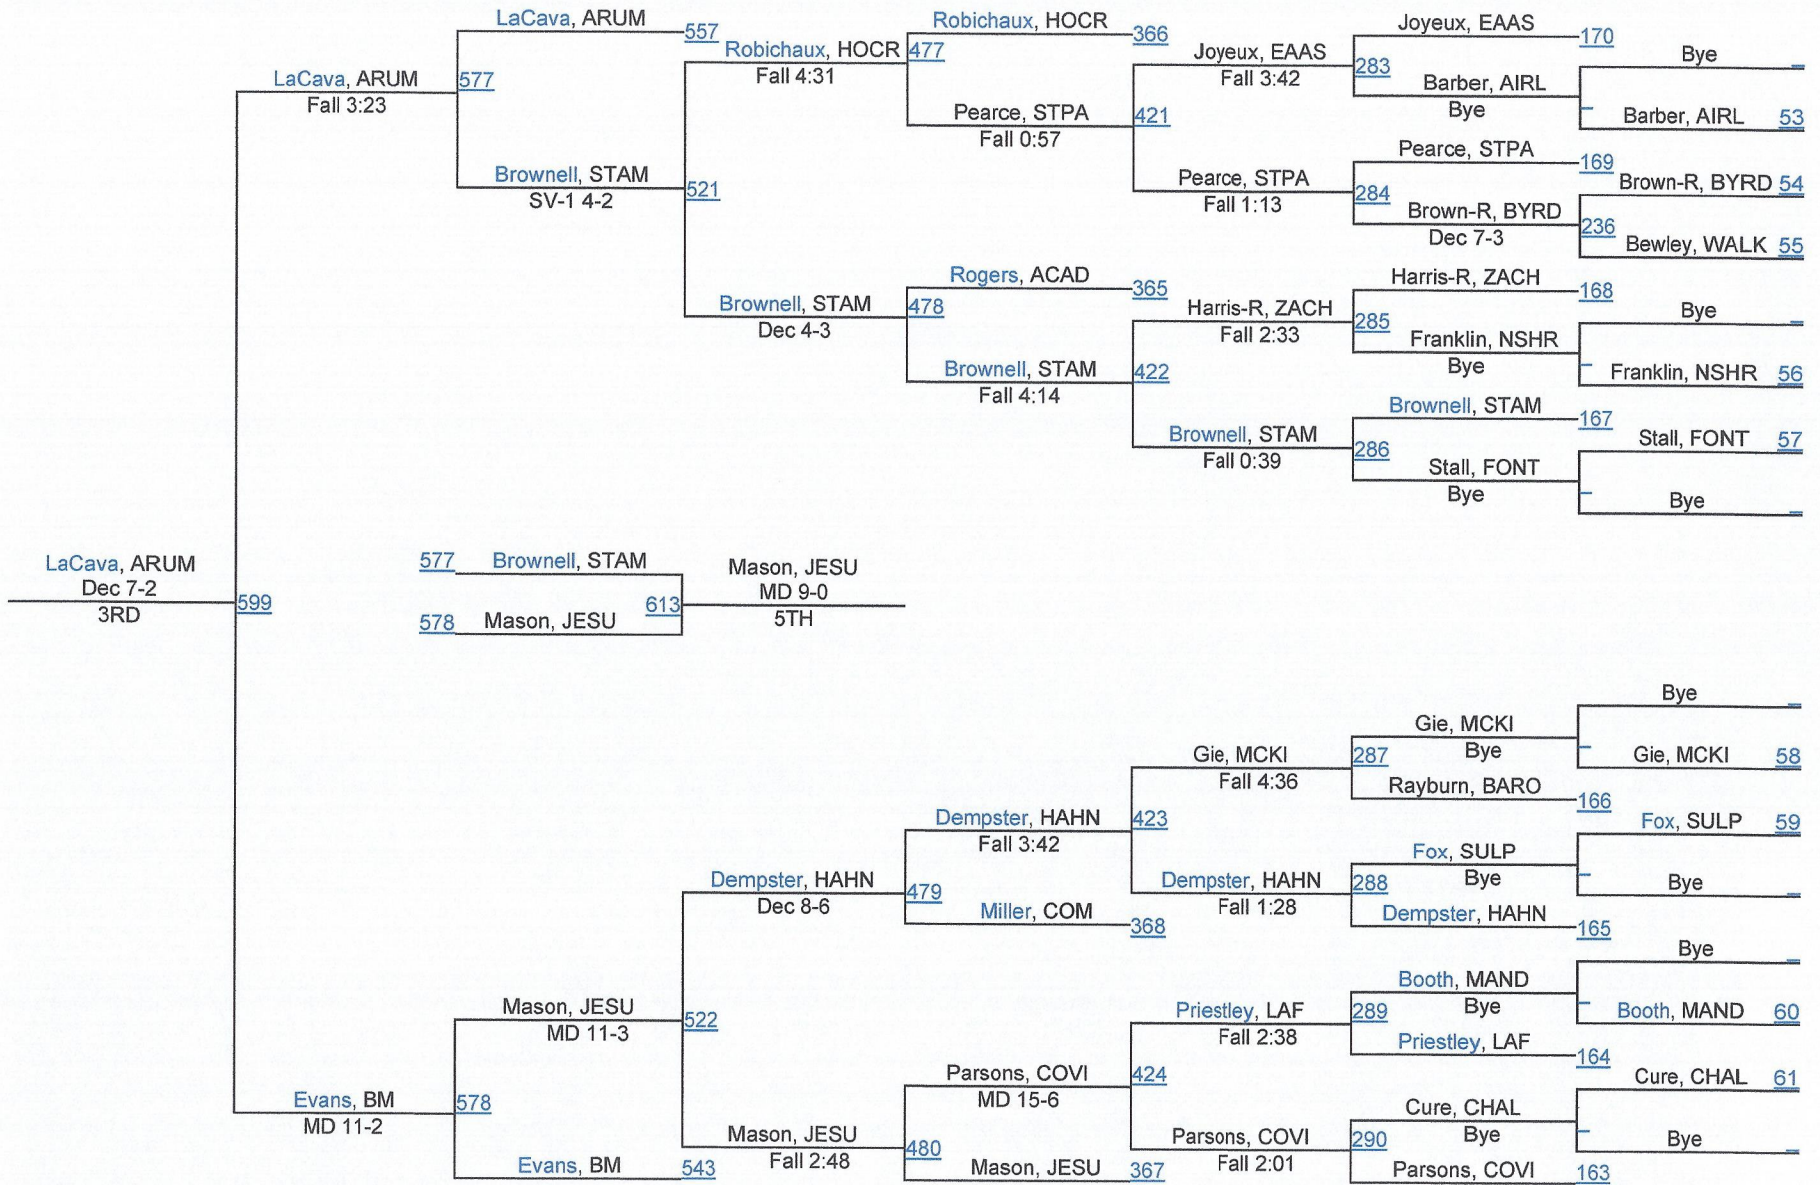 LaCava, ARUM
557
Robichaux, HOCR
366
Joyeux, EAAS
170
Bye
Robichaux, HOCR
Fall 4:31
477
Joyeux, EAAS
Fall 3:42
283
Barber, AIRL
Bye
LaCava, ARUM
Fall 3:23
577
Pearce, STPA
Fall 0:57
421
Barber, AIRL 53
Pearce, STPA
169
Brown-R, BYRD 54
Brownell, STAM
SV-1 4-2
521
Pearce, STPA
Fall 1:13
284
Brown-R, BYRD
Dec 7-3
236
Bewley, WALK 55
Rogers, ACAD
365
Harris-R, ZACH
168
Bye
Brownell, STAM
Dec 4-3
478
Harris-R, ZACH
Fall 2:33
285
Franklin, NSHR
Bye
Brownell, STAM
Fall 4:14
422
Franklin, NSHR 56
Brownell, STAM
167
Stall, FONT 57
Brownell, STAM
Fall 0:39
286
Stall, FONT
Bye
Bye
LaCava, ARUM
Dec 7-2
3RD
599
577 Brownell, STAM
578 Mason, JESU
613
Mason, JESU
MD 9-0
5TH
Bye
Gie, MCKI
Bye
Gie, MCKI 58
Gie, MCKI
Fall 4:36
287
Rayburn, BARO
166
Dempster, HAHN
Fall 3:42
423
Fox, SULP 59
Fox, SULP
Bye
Bye
Dempster, HAHN
Dec 8-6
479
Dempster, HAHN
Fall 1:28
288
Miller, COM
368
Dempster, HAHN
165
Bye
Booth, MAND
Bye
Booth, MAND 60
Mason, JESU
MD 11-3
522
Priestley, LAF
Fall 2:38
289
Priestley, LAF
164
Parsons, COVI
MD 15-6
424
Cure, CHAL 61
Evans, BM
MD 11-2
578
Cure, CHAL
Bye
Bye
Mason, JESU
Fall 2:48
480
Parsons, COVI
Fall 2:01
290
Evans, BM
543
Mason, JESU
367
Parsons, COVI
163